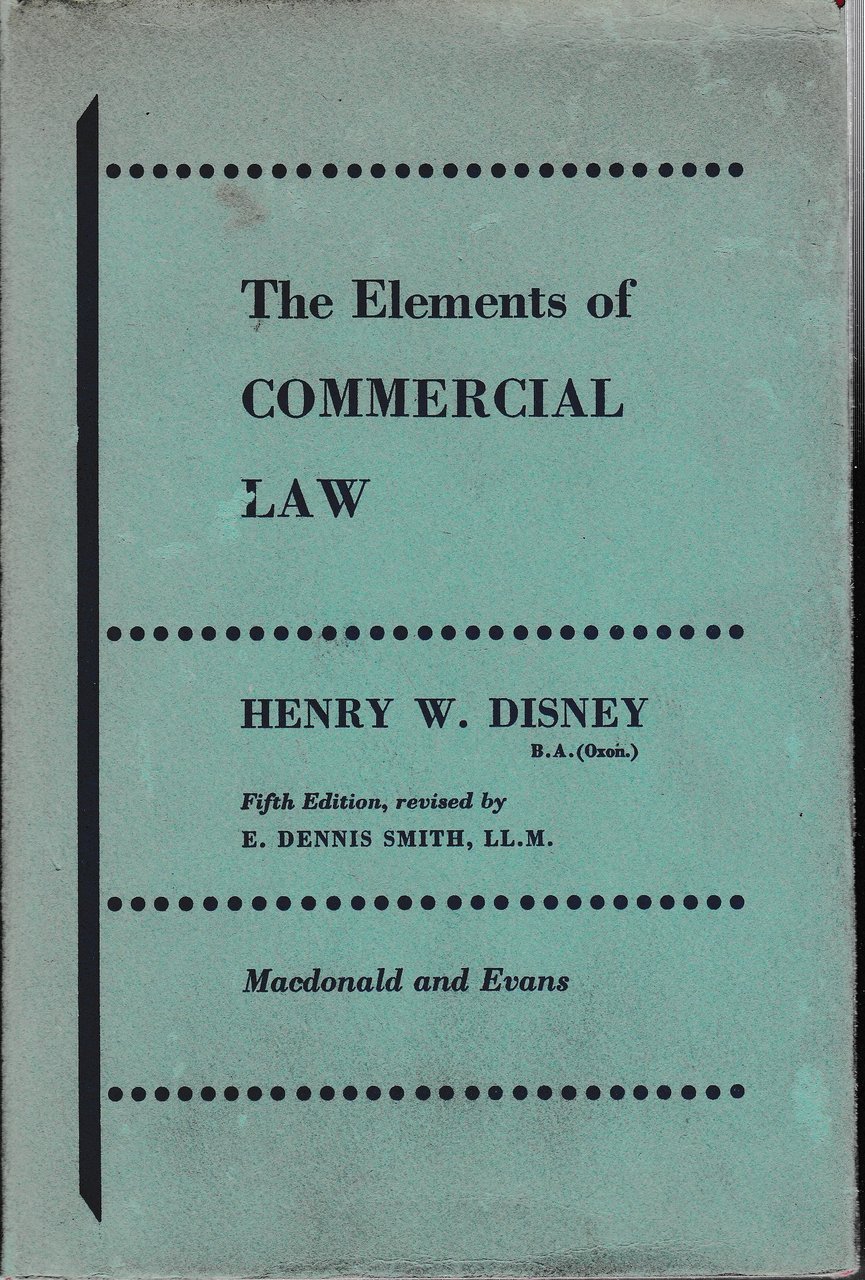 The Elements of
COMMERCIAL
LAW
HENRY W. DISNEY
B.A.(Oxon.)
Fifth Edition, revised by
E. DENNIS SMITH, LL.M.
Macdonald and Evans